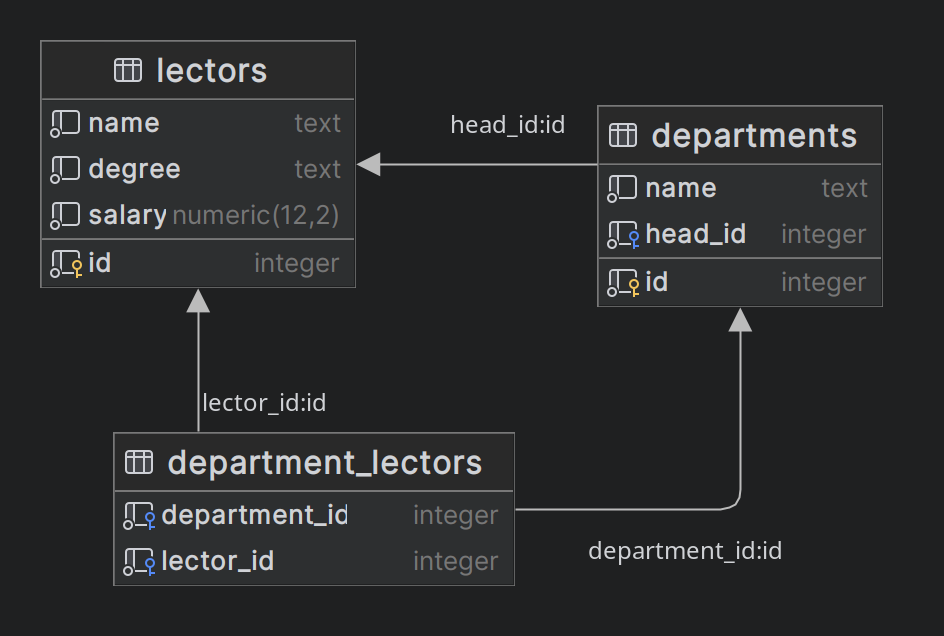 lectors
name text
degree text
salary numeric(12,2)
id integer
head_id:id
departments
name text
head_id integer
id integer
lector_id:id
department_lectors
department_id integer
lector_id integer
department_id:id